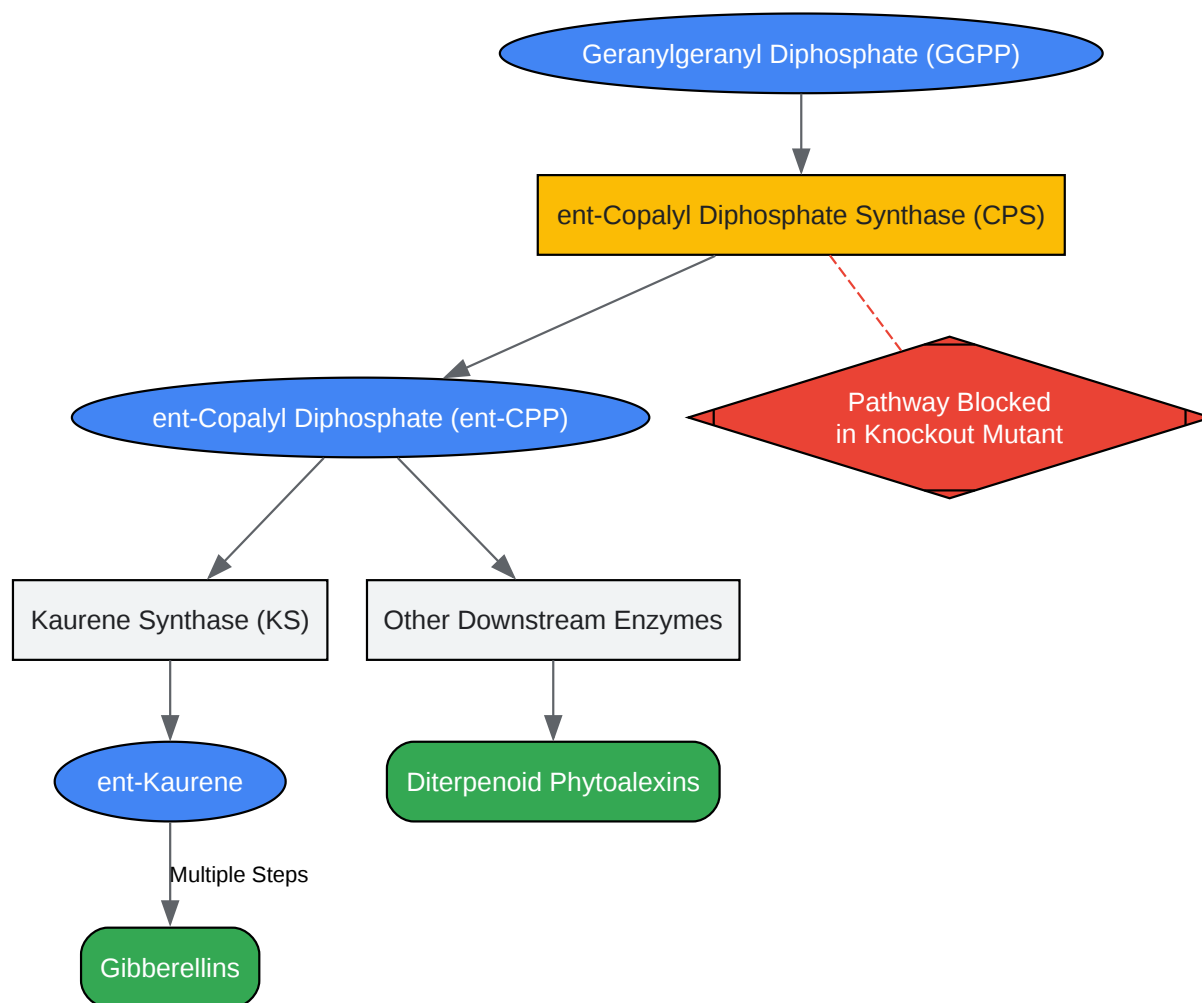 Geranylgeranyl Diphosphate (GGPP)
ent-Copalyl Diphosphate Synthase (CPS)
ent-Copalyl Diphosphate (ent-CPP)
Pathway Blocked
in Knockout Mutant
Kaurene Synthase (KS)
Other Downstream Enzymes
ent-Kaurene
Diterpenoid Phytoalexins
Multiple Steps
Gibberellins